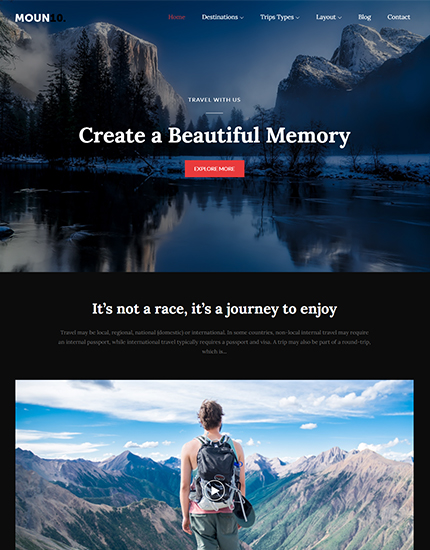 MOUN10.
Home Destinations Trips Types Layout Blog Contact
TRAVEL WITH US
Create a Beautiful Memory
EXPLORE MORE
It's not a race, it's a journey to enjoy
Travel may be local, regional, national (domestic) or international. In some countries, non-local internal travel may require
an internal passport, while international travel typically requires a passport and visa. A trip may also be part of a round-trip,
which is...